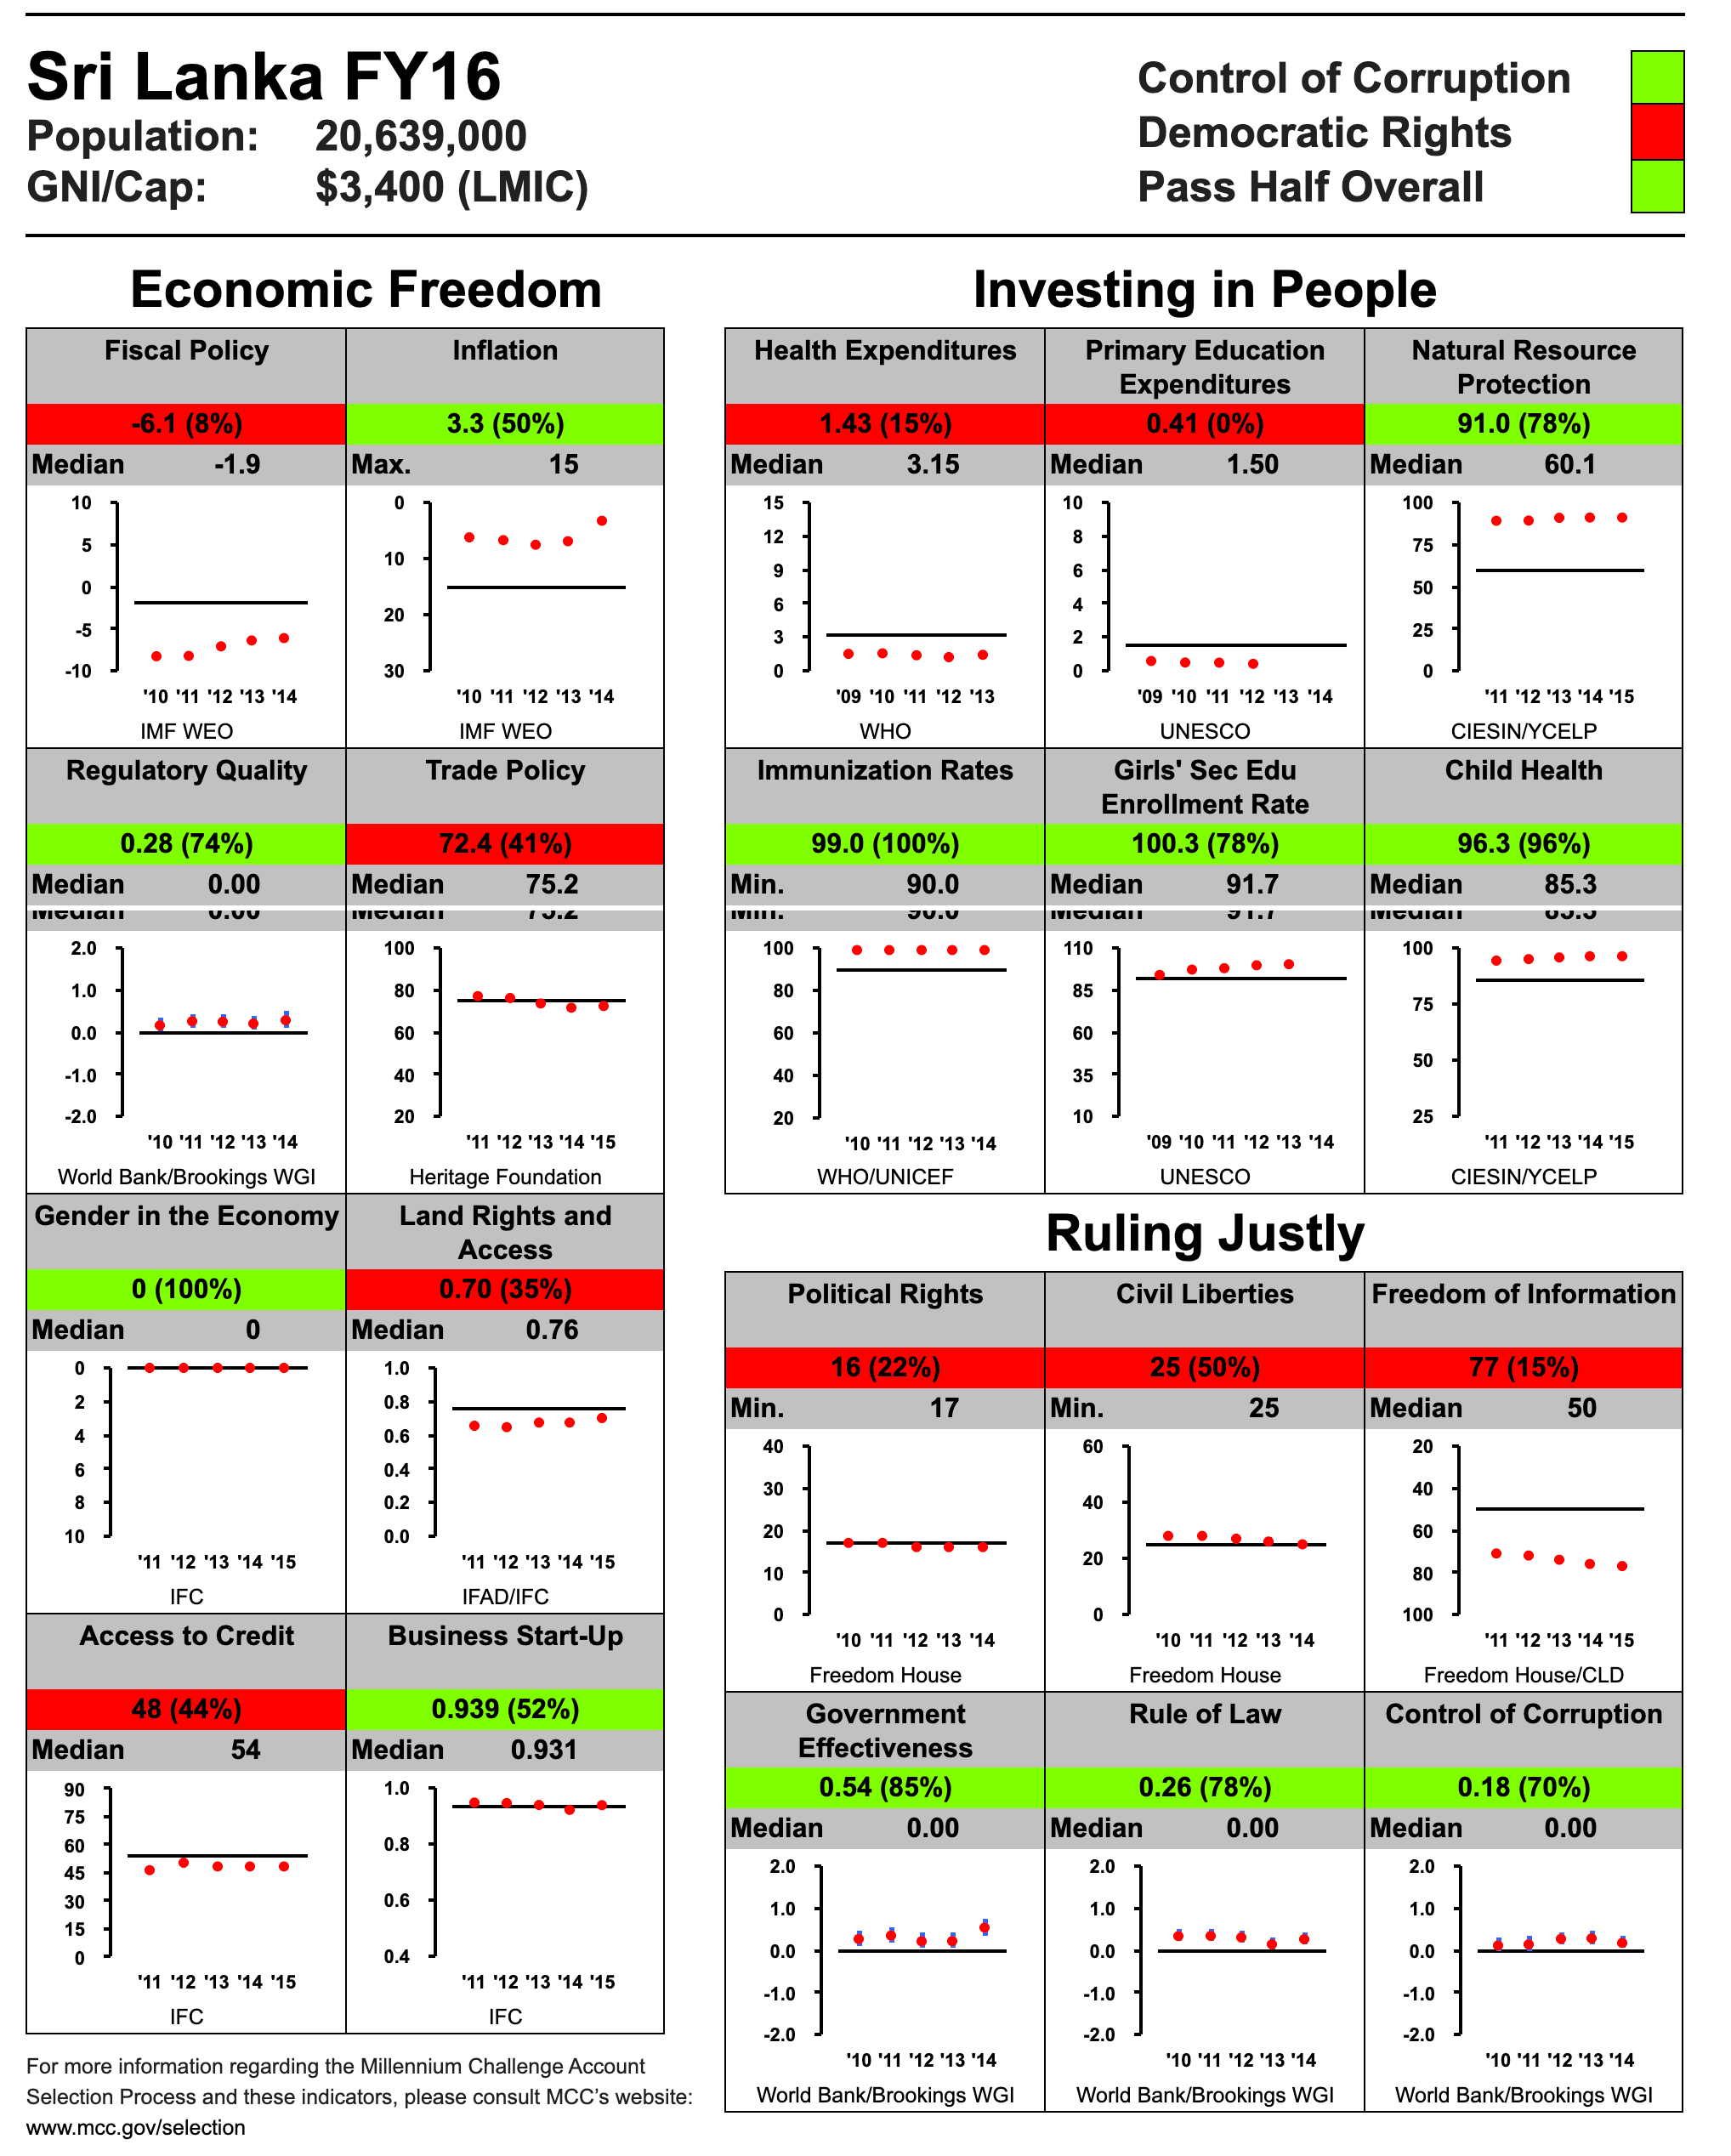 Sri Lanka FY16
Population: 20,639,000
GNI/Cap: $3,400 (LMIC)
Control of Corruption
Democratic Rights
Pass Half Overall
Economic Freedom
Fiscal Policy
-6.1 (8%)
Median -1.9
10
5
0
-5
-10
'10 '11 '12 '13 '14
IMF WEO
Inflation
3.3 (50%)
Max. 15
0
10
20
30
'10 '11 '12 '13 '14
IMF WEO
Regulatory Quality
0.28 (74%)
Median 0.00
Median 0.00
2.0
1.0
0.0
-1.0
-2.0
'10 '11 '12 '13 '14
World Bank/Brookings WGI
Trade Policy
72.4 (41%)
Median 75.2
Median 75.2
100
80
60
40
20
'11 '12 '13 '14 '15
Heritage Foundation
Gender in the Economy
0 (100%)
Median 0
0
2
4
6
8
10
'11 '12 '13 '14 '15
IFC
Land Rights and
Access
0.70 (35%)
Median 0.76
1.0
0.8
0.6
0.4
0.2
0.0
'11 '12 '13 '14 '15
IFAD/IFC
Access to Credit
48 (44%)
Median 54
90
75
60
45
30
15
0
'11 '12 '13 '14 '15
IFC
Business Start-Up
0.939 (52%)
Median 0.931
1.0
0.8
0.6
0.4
'11 '12 '13 '14 '15
IFC
For more information regarding the Millennium Challenge Account
Selection Process and these indicators, please consult MCC’s website:
www.mcc.gov/selection
Investing in People
Health Expenditures
1.43 (15%)
Median 3.15
15
12
9
6
3
0
'09 '10 '11 '12 '13
WHO
Primary Education
Expenditures
0.41 (0%)
Median 1.50
10
8
6
4
2
0
'09 '10 '11 '12 '13 '14
UNESCO
Natural Resource
Protection
91.0 (78%)
Median 60.1
100
75
50
25
0
'11 '12 '13 '14 '15
CIESIN/YCELP
Immunization Rates
99.0 (100%)
Min. 90.0
Min. 90.0
100
80
60
40
20
'10 '11 '12 '13 '14
WHO/UNICEF
Girls' Sec Edu
Enrollment Rate
100.3 (78%)
Median 91.7
Median 91.7
110
85
60
35
10
'09 '10 '11 '12 '13 '14
UNESCO
Child Health
96.3 (96%)
Median 85.3
Median 85.3
100
75
50
25
'11 '12 '13 '14 '15
CIESIN/YCELP
Ruling Justly
Political Rights
16 (22%)
Min. 17
40
30
20
10
0
'10 '11 '12 '13 '14
Freedom House
Civil Liberties
25 (50%)
Min. 25
60
40
20
0
'10 '11 '12 '13 '14
Freedom House
Freedom of Information
77 (15%)
Median 50
20
40
60
80
100
'11 '12 '13 '14 '15
Freedom House/CLD
Government
Effectiveness
0.54 (85%)
Median 0.00
2.0
1.0
0.0
-1.0
-2.0
'10 '11 '12 '13 '14
World Bank/Brookings WGI
Rule of Law
0.26 (78%)
Median 0.00
2.0
1.0
0.0
-1.0
-2.0
'10 '11 '12 '13 '14
World Bank/Brookings WGI
Control of Corruption
0.18 (70%)
Median 0.00
2.0
1.0
0.0
-1.0
-2.0
'10 '11 '12 '13 '14
World Bank/Brookings WGI